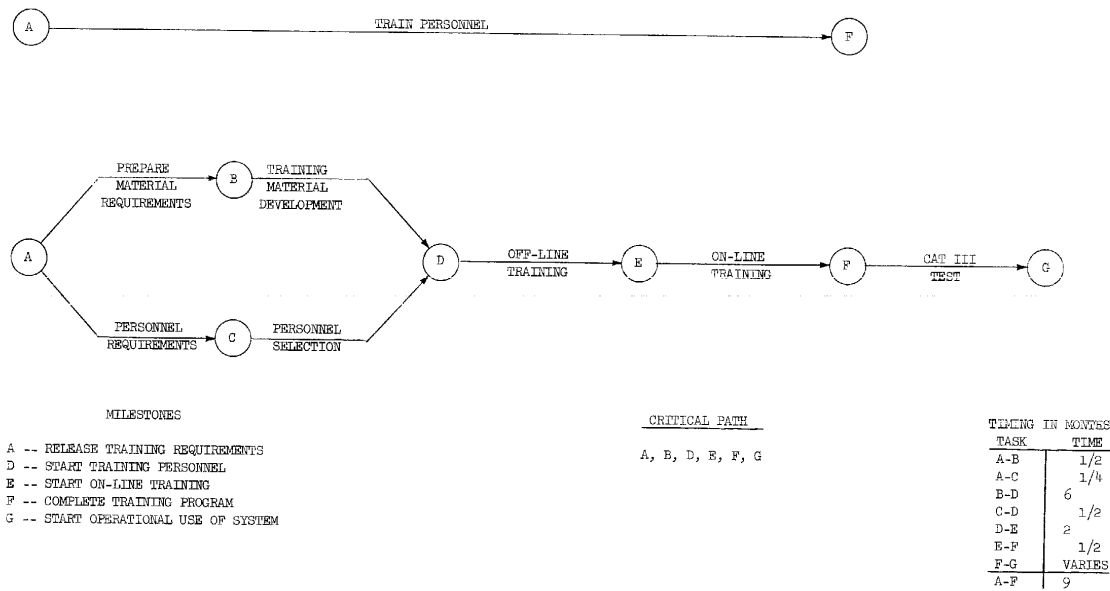 A
TRAIN PERSONNEL
F
PREPARE
MATERIAL
REQUIREMENTS
B
TRAINING
MATERIAL
DEVELOPMENT
A
D
OFF-LINE
TRAINING
E
ON-LINE
TRAINING
F
CAT III
TEST
G
PERSONNEL
REQUIREMENTS
C
PERSONNEL
SELECTION
MILESTONES
A -- RELEASE TRAINING REQUIREMENTS
D -- START TRAINING PERSONNEL
E -- START ON-LINE TRAINING
F -- COMPLETE TRAINING PROGRAM
G -- START OPERATIONAL USE OF SYSTEM
CRITICAL PATH
A, B, D, E, F, G
TIMING IN MONTHS
TASK TIME
A-B 1/2
A-C 1/4
B-D 6
C-D 1/2
D-E 2
E-F 1/2
F-G VARIES
A-F 9